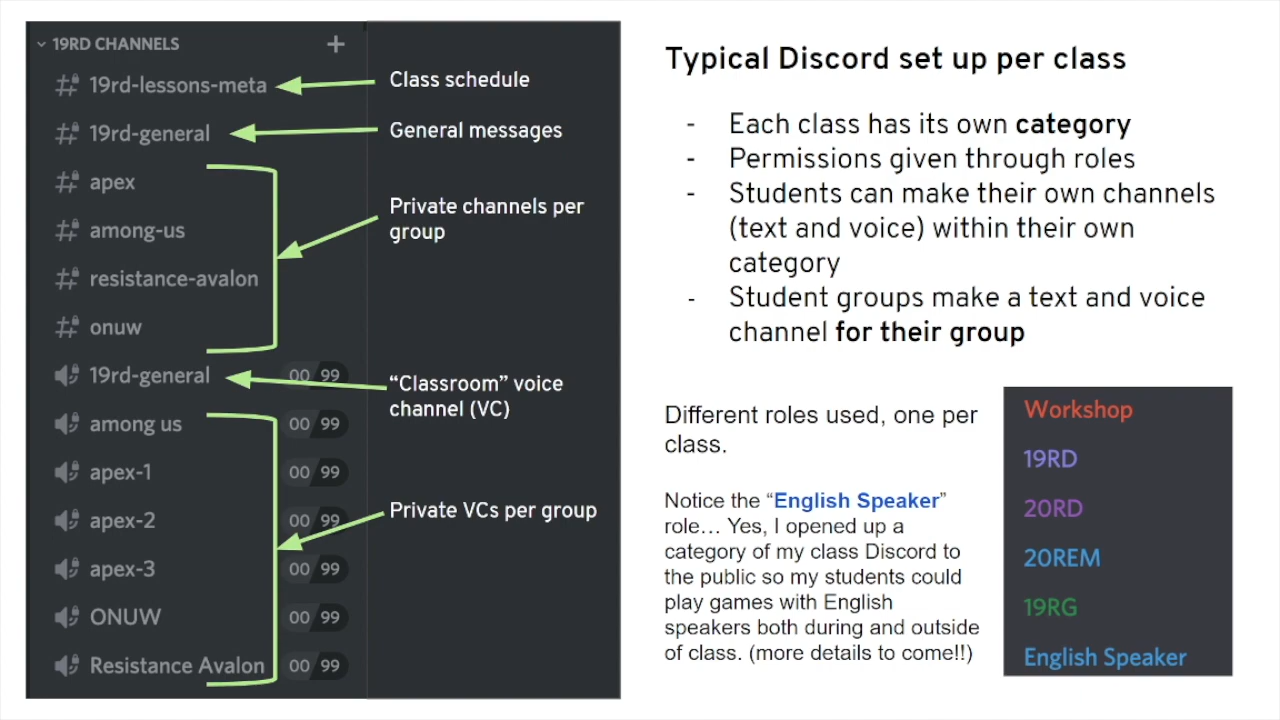 19RD CHANNELS +
19rd-lessons-meta
Class schedule
19rd-general
General messages
apex
among-us
resistance-avalon
onuw
Private channels per
group
19rd-general 00 99
“Classroom” voice
channel (VC)
among us 00 99
apex-1 00 99
apex-2 00 99
apex-3 00 99
ONUW 00 99
Resistance Avalon 00 99
Private VCs per group
Typical Discord set up per class
- Each class has its own category
- Permissions given through roles
- Students can make their own channels
(text and voice) within their own
category
- Student groups make a text and voice
channel for their group
Different roles used, one per
class.
Notice the “English Speaker”
role… Yes, I opened up a
category of my class Discord to
the public so my students could
play games with English
speakers both during and outside
of class. (more details to come!!)
Workshop
19RD
20RD
20REM
19RG
English Speaker